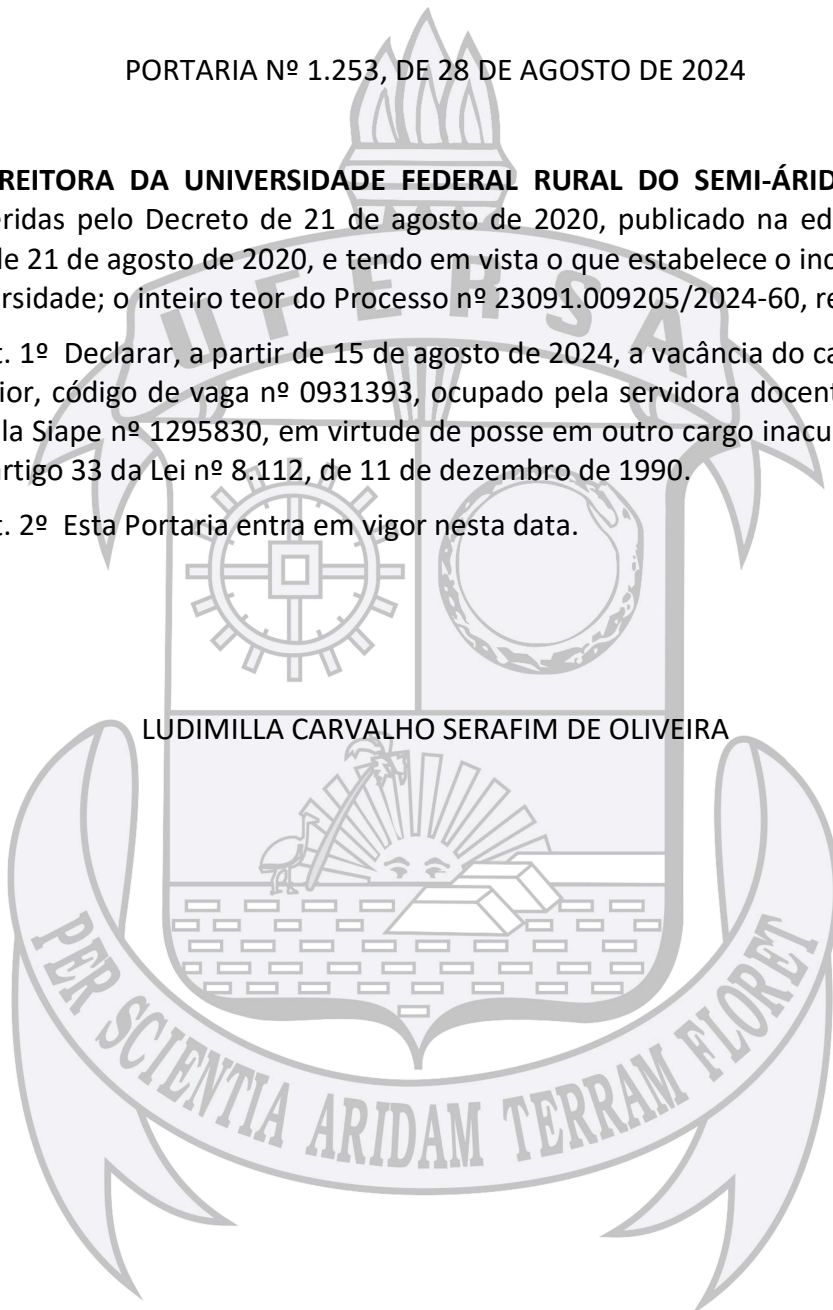 PORTARIA Nº 1.253, DE 28 DE AGOSTO DE 2024
REITORA DA UNIVERSIDADE FEDERAL RURAL DO SEMI-ÁRID
eridas pelo Decreto de 21 de agosto de 2020, publicado na ed
de 21 de agosto de 2020, e tendo em vista o que estabelece o inc
ersidade; o inteiro teor do Processo nº 23091.009205/2024-60, re
t. 1º Declarar, a partir de 15 de agosto de 2024, a vacância do ca
ior, código de vaga nº 0931393, ocupado pela servidora docent
la Siape nº 1295830, em virtude de posse em outro cargo inacu
artigo 33 da Lei nº 8.112, de 11 de dezembro de 1990.
t. 2º Esta Portaria entra em vigor nesta data.
LUDIMILLA CARVALHO SERAFIM DE OLIVEIRA
UFERSA
PER SCIENTIA ARIDAM TERRAM FLORET